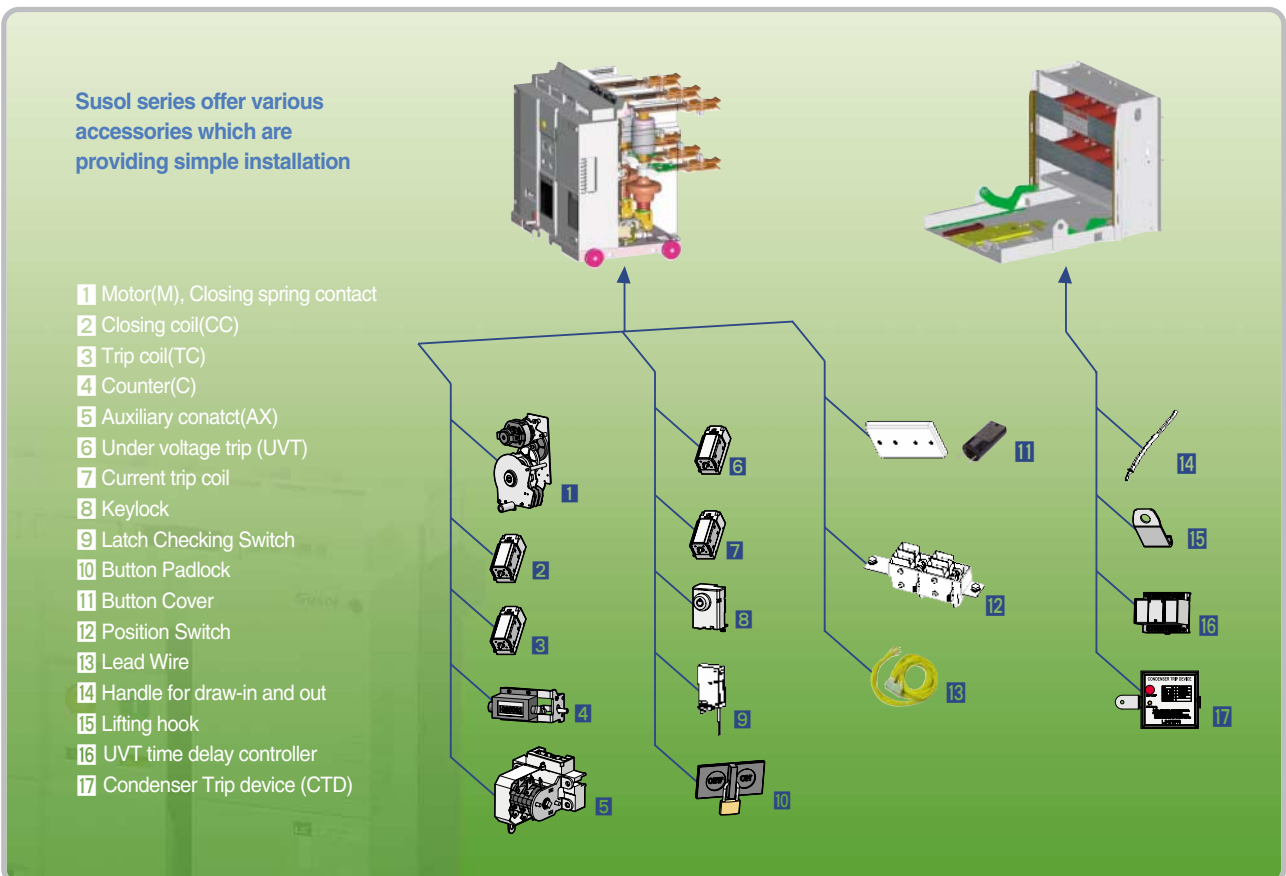 Susol series offer various
accessories which are
providing simple installation
1 Motor(M), Closing spring contact
2 Closing coil(CC)
3 Trip coil(TC)
4 Counter(C)
5 Auxiliary conatct(AX)
6 Under voltage trip (UVT)
7 Current trip coil
8 Keylock
9 Latch Checking Switch
10 Button Padlock
11 Button Cover
12 Position Switch
13 Lead Wire
14 Handle for draw-in and out
15 Lifting hook
16 UVT time delay controller
17 Condenser Trip device (CTD)
1
2
3
4
5
6
7
8
9
10
11
12
13
14
15
16
17
CONDENSER TRIP DEVICE
Susol